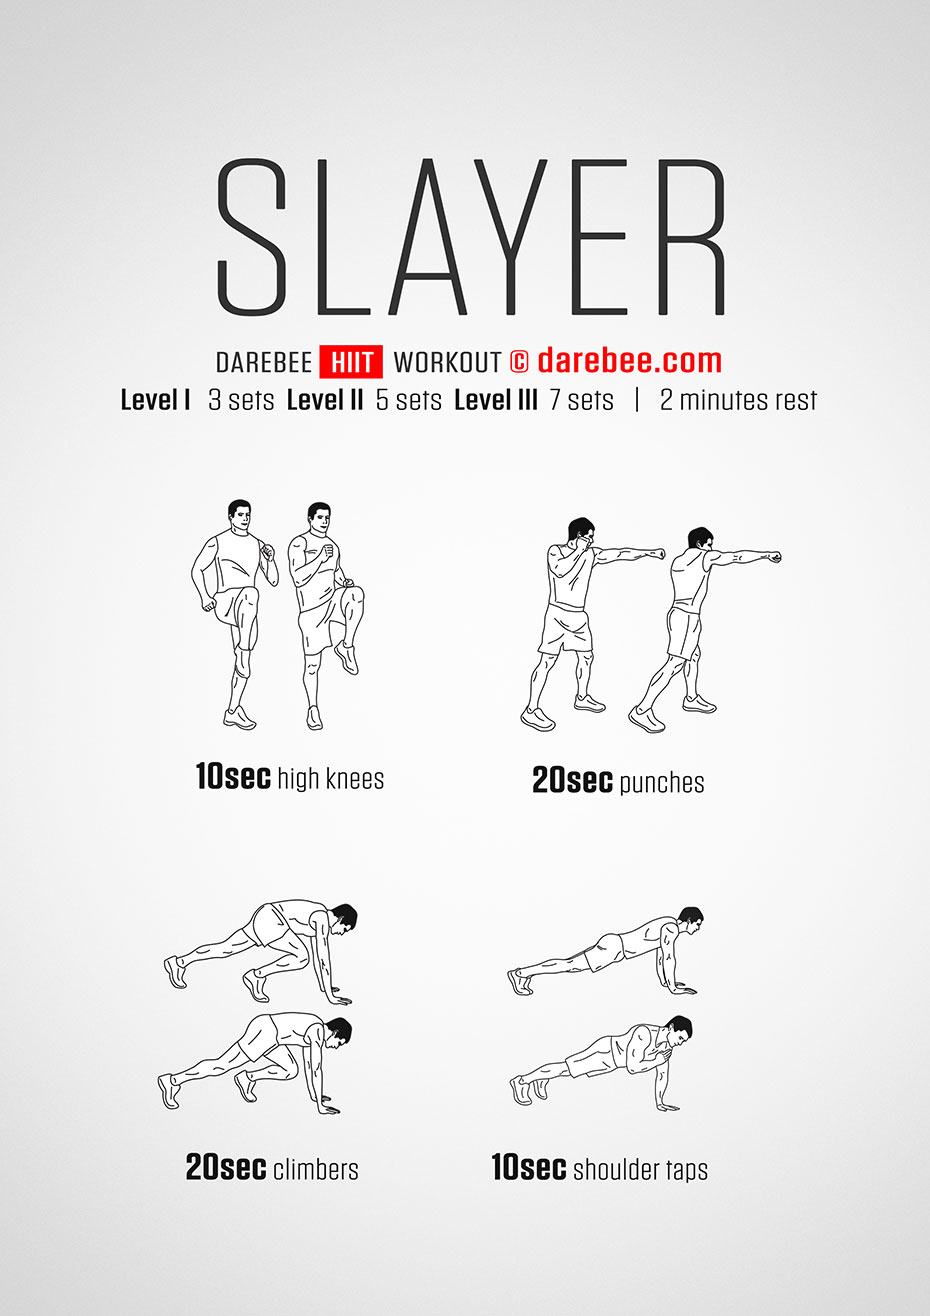 SLAYER
DAREBEE HIIT WORKOUT © darebee.com
Level I 3 sets Level II 5 sets Level III 7 sets | 2 minutes rest
10sec high knees
20sec punches
20sec climbers
10sec shoulder taps